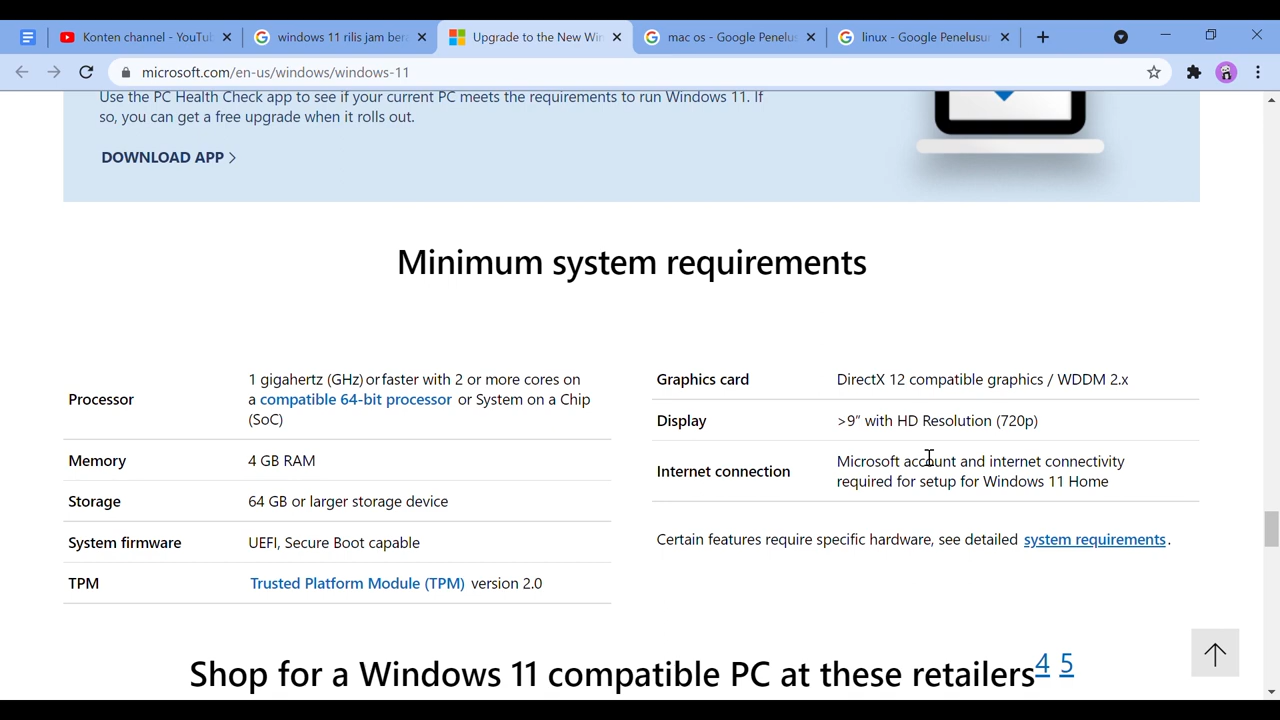 Konten channel - YouTu
windows 11 rilis jam ber
Upgrade to the New Win
mac os - Google Penelus
linux - Google Penelusu
microsoft.com/en-us/windows/windows-11
Use the PC Health Check app to see if your current PC meets the requirements to run Windows 11. If
so, you can get a free upgrade when it rolls out.
DOWNLOAD APP >
Minimum system requirements
Processor
1 gigahertz (GHz) or faster with 2 or more cores on
a compatible 64-bit processor or System on a Chip
(SoC)
Memory
4 GB RAM
Storage
64 GB or larger storage device
System firmware
UEFI, Secure Boot capable
TPM
Trusted Platform Module (TPM) version 2.0
Graphics card
DirectX 12 compatible graphics / WDDM 2.x
Display
>9" with HD Resolution (720p)
Internet connection
Microsoft account and internet connectivity
required for setup for Windows 11 Home
Certain features require specific hardware, see detailed system requirements.
Shop for a Windows 11 compatible PC at these retailers4 5